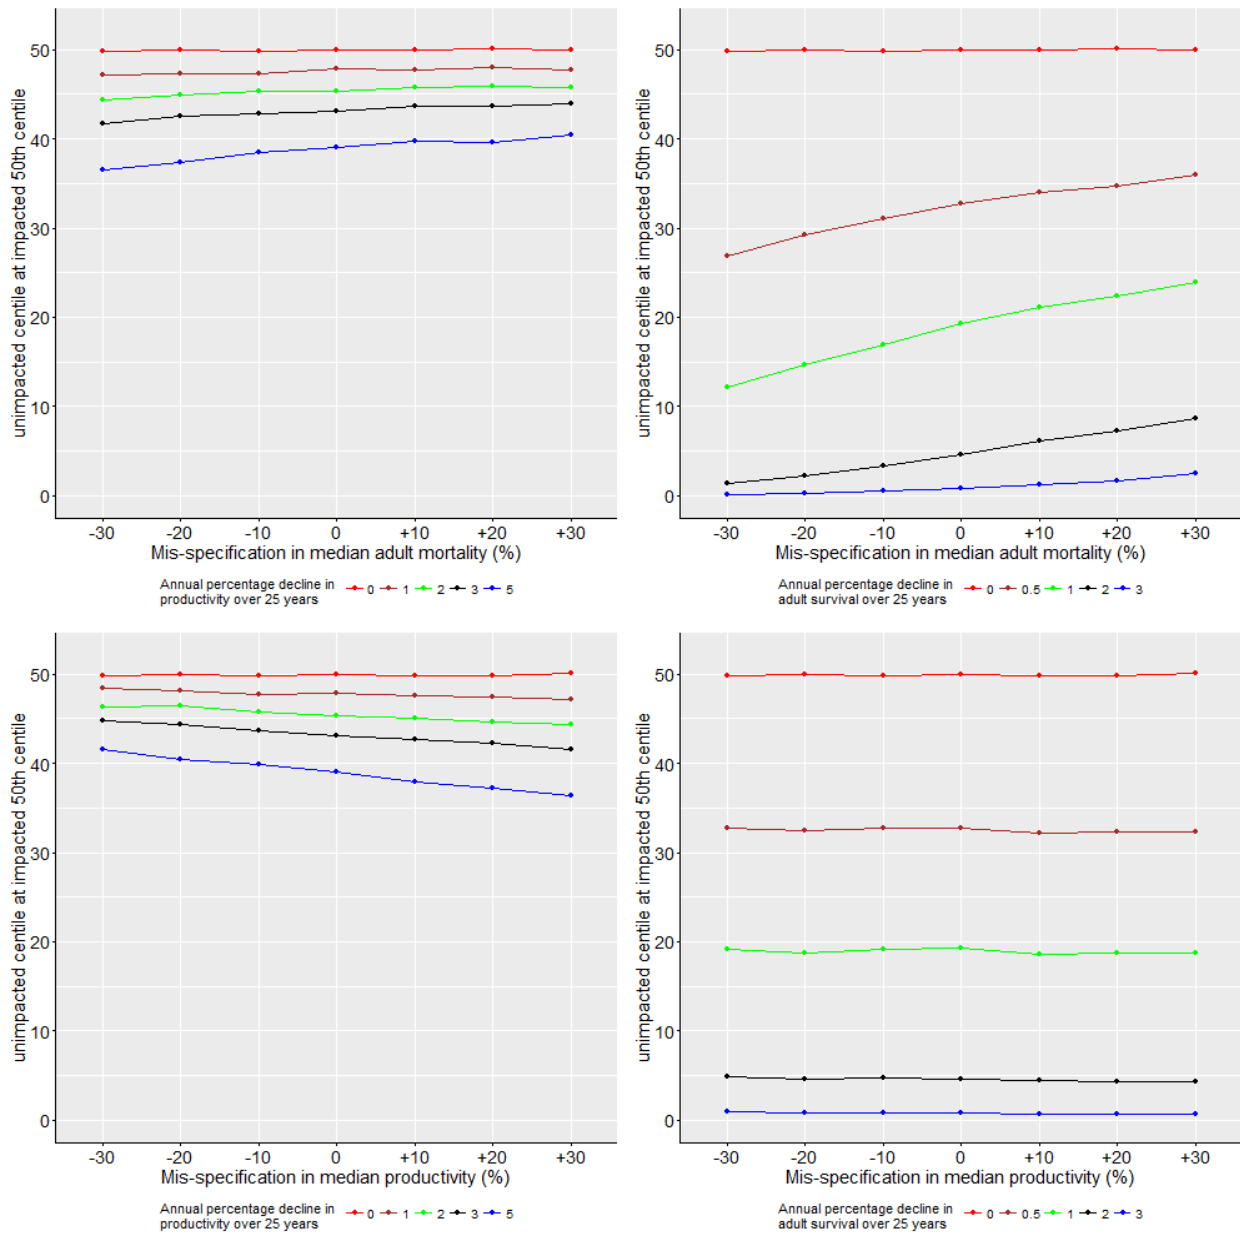 unimpacted centile at impacted 50th centile
50
40
30
20
10
0
-30 -20 -10 0 +10 +20 +30
Mis-specification in median adult mortality (%)
Annual percentage decline in
productivity over 25 years 0 1 2 3 5
unimpacted centile at impacted 50th centile
50
40
30
20
10
0
-30 -20 -10 0 +10 +20 +30
Mis-specification in median adult mortality (%)
Annual percentage decline in
adult survival over 25 years 0 0.5 1 2 3
unimpacted centile at impacted 50th centile
50
40
30
20
10
0
-30 -20 -10 0 +10 +20 +30
Mis-specification in median productivity (%)
Annual percentage decline in
productivity over 25 years 0 1 2 3 5
unimpacted centile at impacted 50th centile
50
40
30
20
10
0
-30 -20 -10 0 +10 +20 +30
Mis-specification in median productivity (%)
Annual percentage decline in
adult survival over 25 years 0 0.5 1 2 3